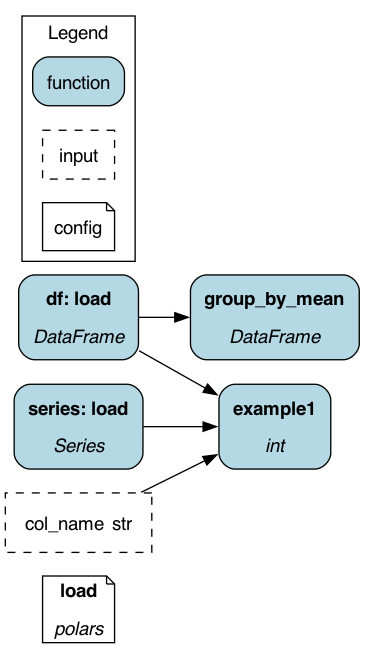 Legend
function
input
config
df: load
DataFrame
group_by_mean
DataFrame
series: load
Series
example1
int
col_name str
load
polars